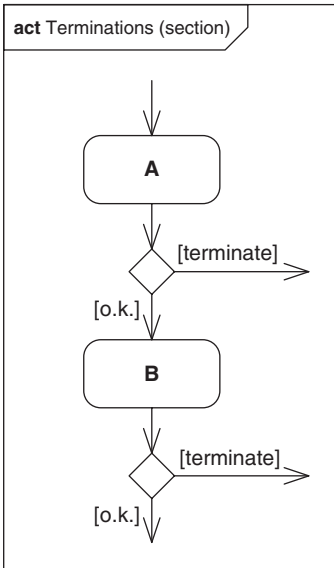 act Terminations (section)
A
[terminate]
[o.k.]
B
[terminate]
[o.k.]